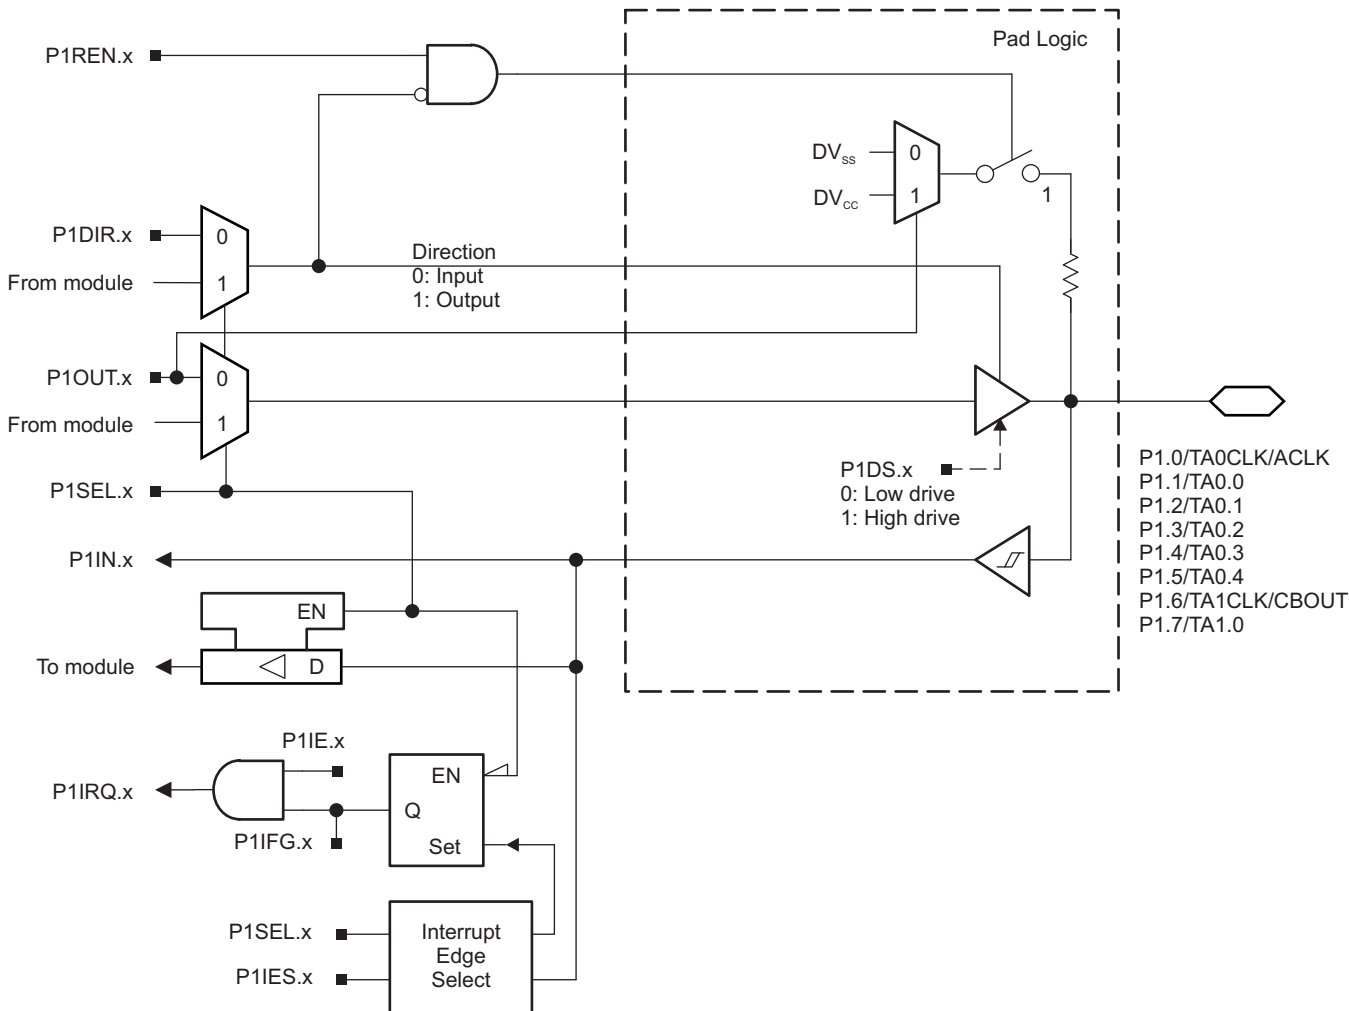 P1REN.x
Pad Logic
DVSS
0
DVCC
1
1
P1DIR.x
0
From module
1
Direction
0: Input
1: Output
P1OUT.x
0
From module
1
P1SEL.x
P1DS.x
0: Low drive
1: High drive
P1.0/TA0CLK/ACLK
P1.1/TA0.0
P1.2/TA0.1
P1.3/TA0.2
P1.4/TA0.3
P1.5/TA0.4
P1.6/TA1CLK/CBOUT
P1.7/TA1.0
P1IN.x
EN
To module
D
P1IE.x
P1IRQ.x
EN
Q
P1IFG.x
Set
P1SEL.x
P1IES.x
Interrupt
Edge
Select